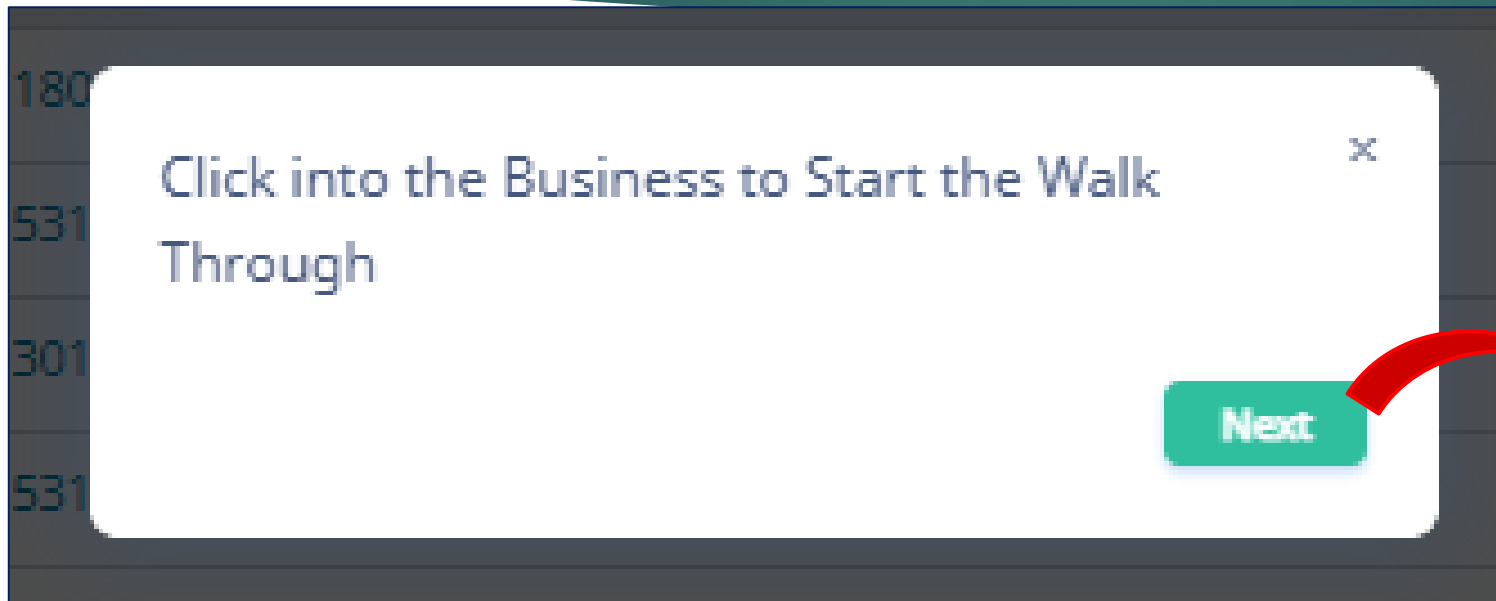 180
Click into the Business to Start the Walk
×
531
Through
301
Next
531